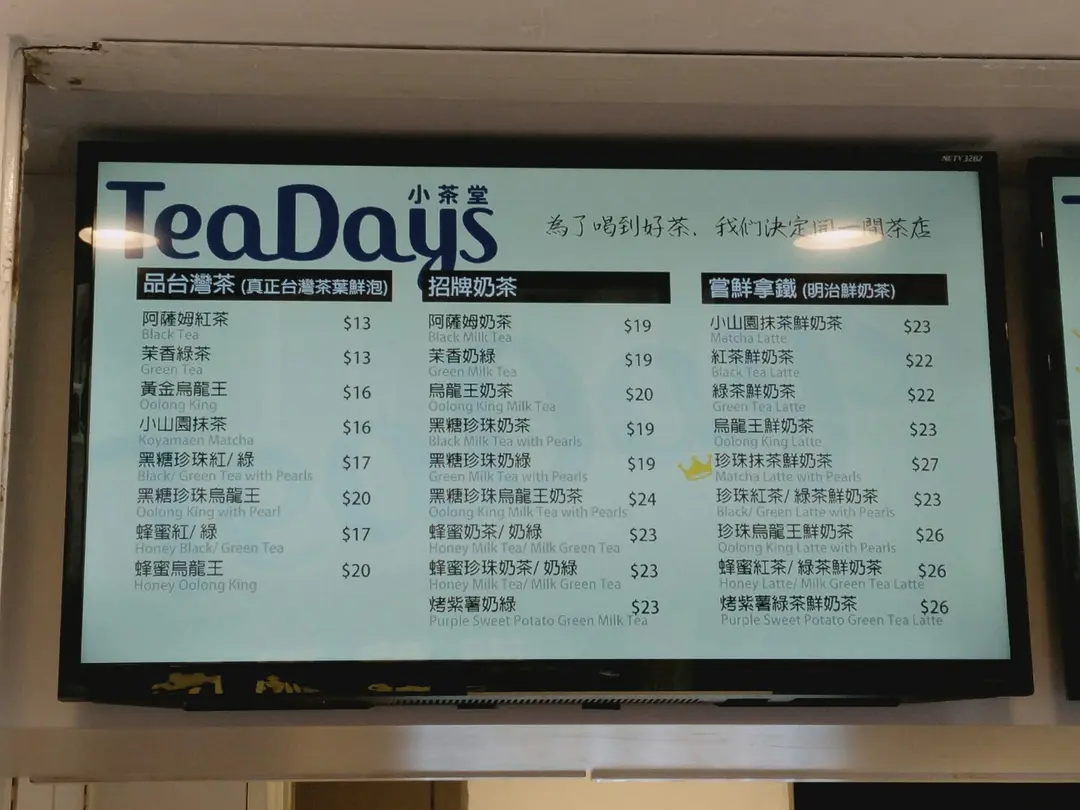 NKTV3282
小茶堂
TeaDays
為了喝到好茶，我们決定開一間茶店
品台灣茶 (真正台灣茶葉鮮泡)
阿薩姆紅茶 $13
Black Tea
茉香綠茶 $13
Green Tea
黃金烏龍王 $16
Oolong King
小山園抹茶 $16
Koyamaen Matcha
黑糖珍珠紅/ 綠 $17
Black/ Green Tea with Pearls
黑糖珍珠烏龍王 $20
Oolong King with Pearl
蜂蜜紅/ 綠 $17
Honey Black/ Green Tea
蜂蜜烏龍王 $20
Honey Oolong King
招牌奶茶
阿薩姆奶茶 $19
Black Milk Tea
茉香奶綠 $19
Green Milk Tea
烏龍王奶茶 $20
Oolong King Milk Tea
黑糖珍珠奶茶 $19
Black Milk Tea with Pearls
黑糖珍珠奶綠 $19
Green Milk Tea with Pearls
黑糖珍珠烏龍王奶茶 $24
Oolong King Milk Tea with Pearls
蜂蜜奶茶/ 奶綠 $23
Honey Milk Tea/ Milk Green Tea
蜂蜜珍珠奶茶/ 奶綠 $23
Honey Milk Tea/ Milk Green Tea
烤紫薯奶綠 $23
Purple Sweet Potato Green Milk Tea
嘗鮮拿鐵 (明治鮮奶茶)
小山園抹茶鮮奶茶 $23
Matcha Latte
紅茶鮮奶茶 $22
Black Tea Latte
綠茶鮮奶茶 $22
Green Tea Latte
烏龍王鮮奶茶 $23
Oolong King Latte
珍珠抹茶鮮奶茶 $27
Matcha Latte with Pearls
珍珠紅茶/ 綠茶鮮奶茶 $23
Black/ Green Latte with Pearls
珍珠烏龍王鮮奶茶 $26
Oolong King Latte with Pearls
蜂蜜紅茶/ 綠茶鮮奶茶 $26
Honey Latte/ Milk Green Tea Latte
烤紫薯綠茶鮮奶茶 $26
Purple Sweet Potato Green Tea Latte